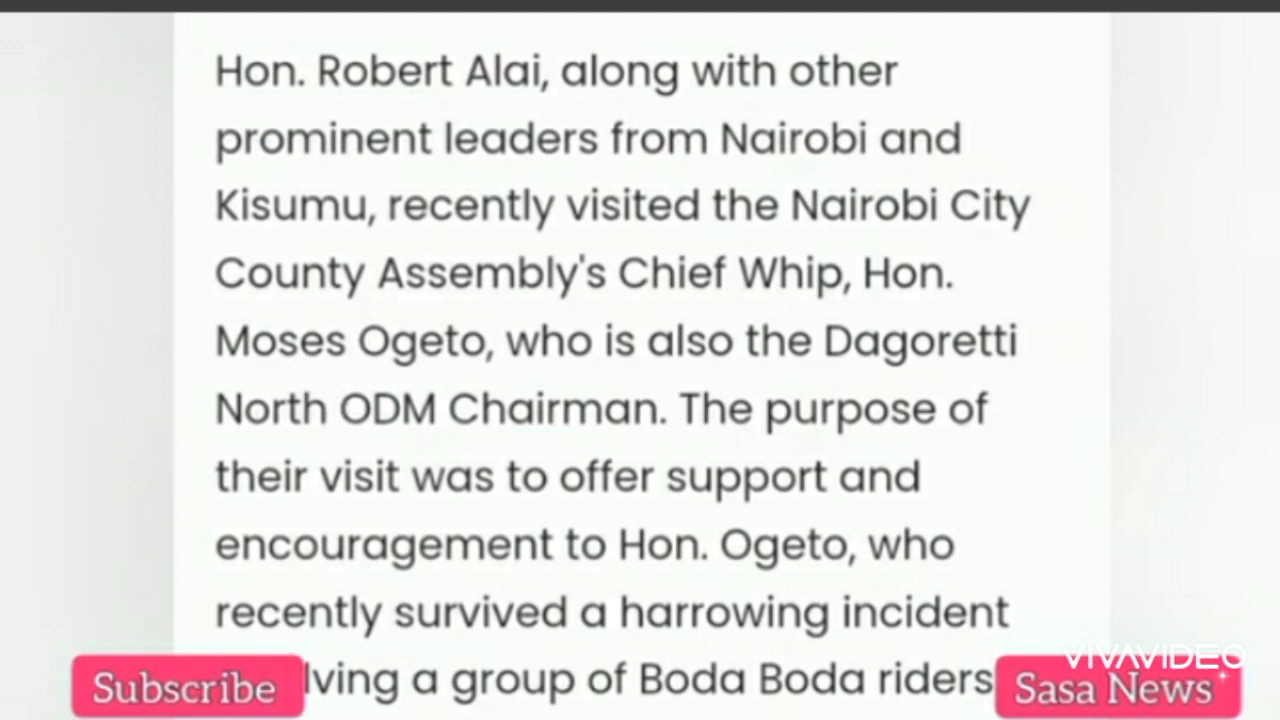 Hon. Robert Alai, along with other
prominent leaders from Nairobi and
Kisumu, recently visited the Nairobi City
County Assembly's Chief Whip, Hon.
Moses Ogeto, who is also the Dagoretti
North ODM Chairman. The purpose of
their visit was to offer support and
encouragement to Hon. Ogeto, who
recently survived a harrowing incident
lving a group of Boda Boda riders
VIVAVIDEO
Subscribe
Sasa News